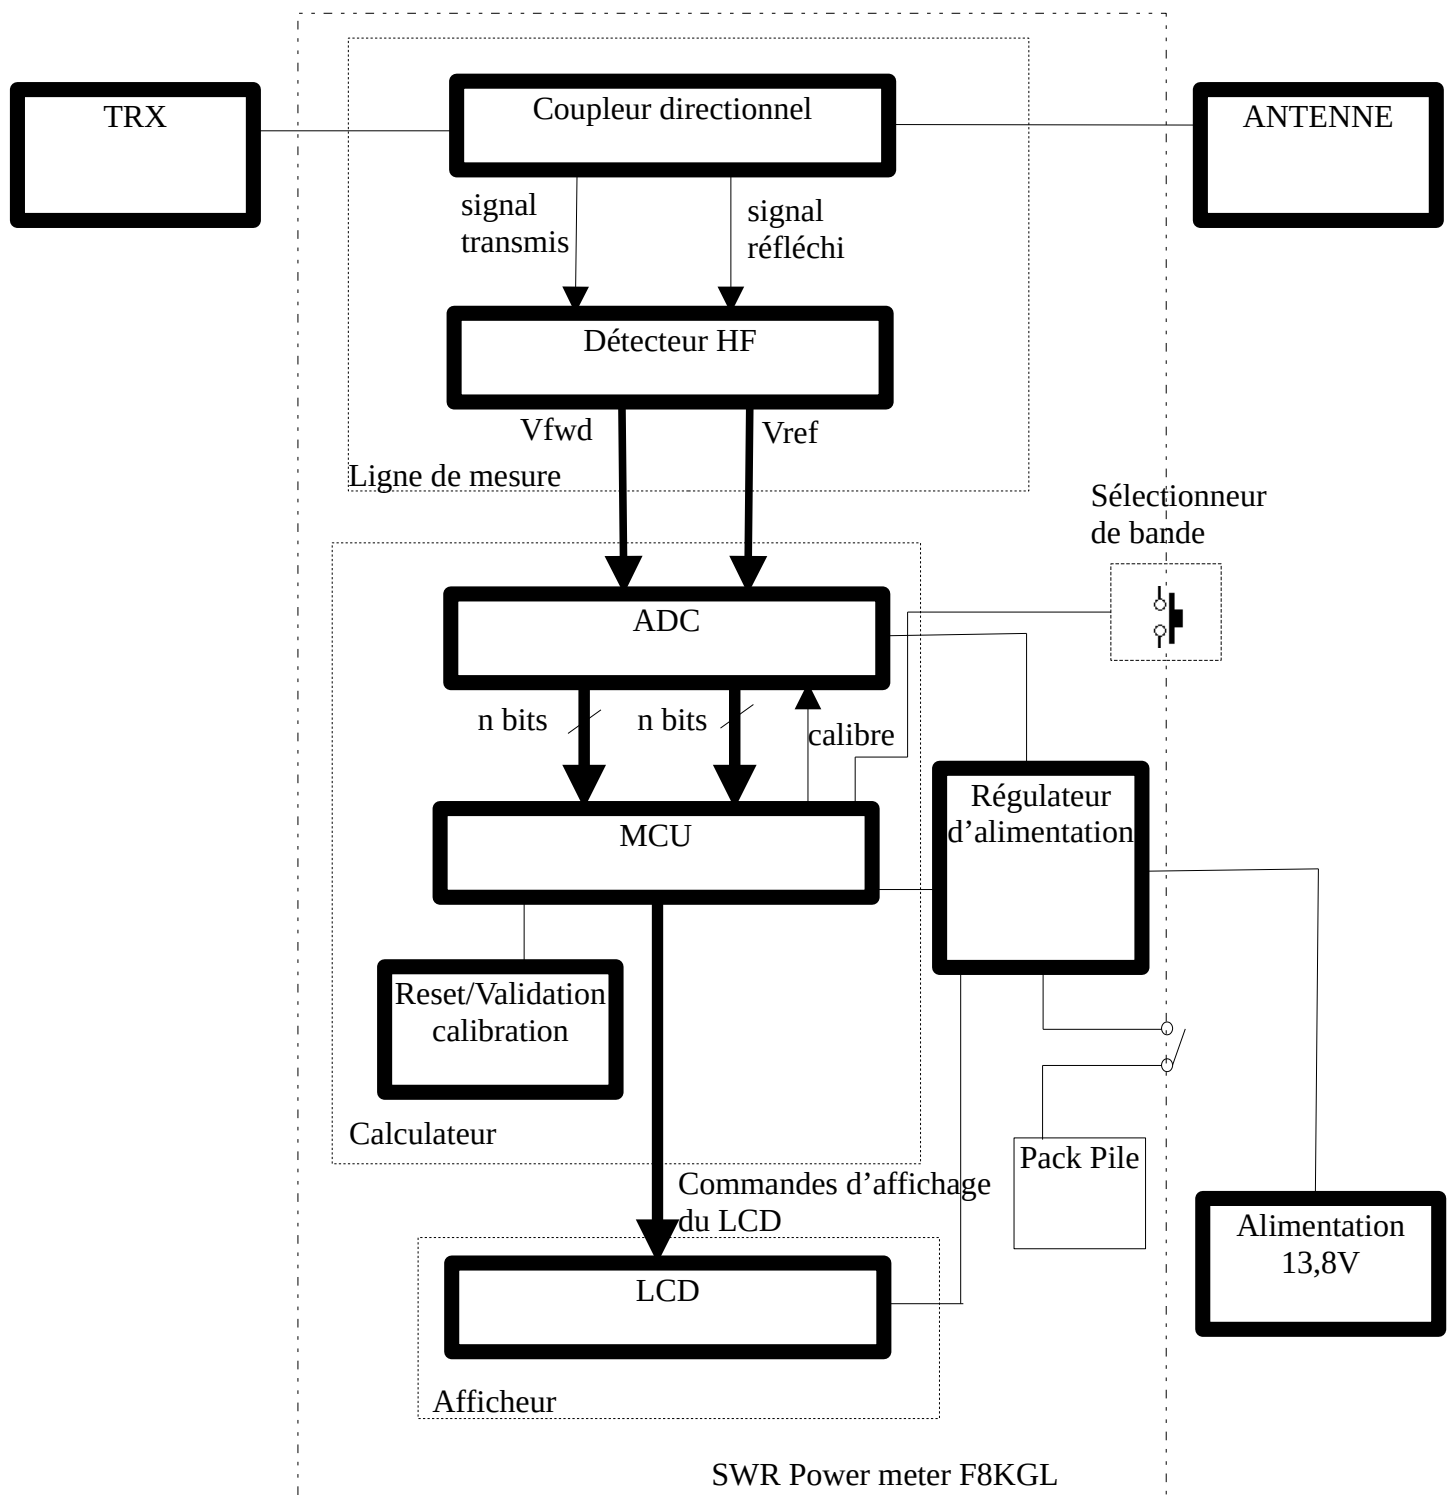 TRX
Coupleur directionnel
ANTENNE
signal
transmis
signal
réfléchi
Détecteur HF
Vfwd
Vref
Ligne de mesure
Sélectionneur
de bande
ADC
n bits
n bits
calibre
MCU
Régulateur
d’alimentation
Reset/Validation
calibration
Calculateur
Pack Pile
Commandes d’affichage
du LCD
Alimentation
13,8V
LCD
Afficheur
SWR Power meter F8KGL